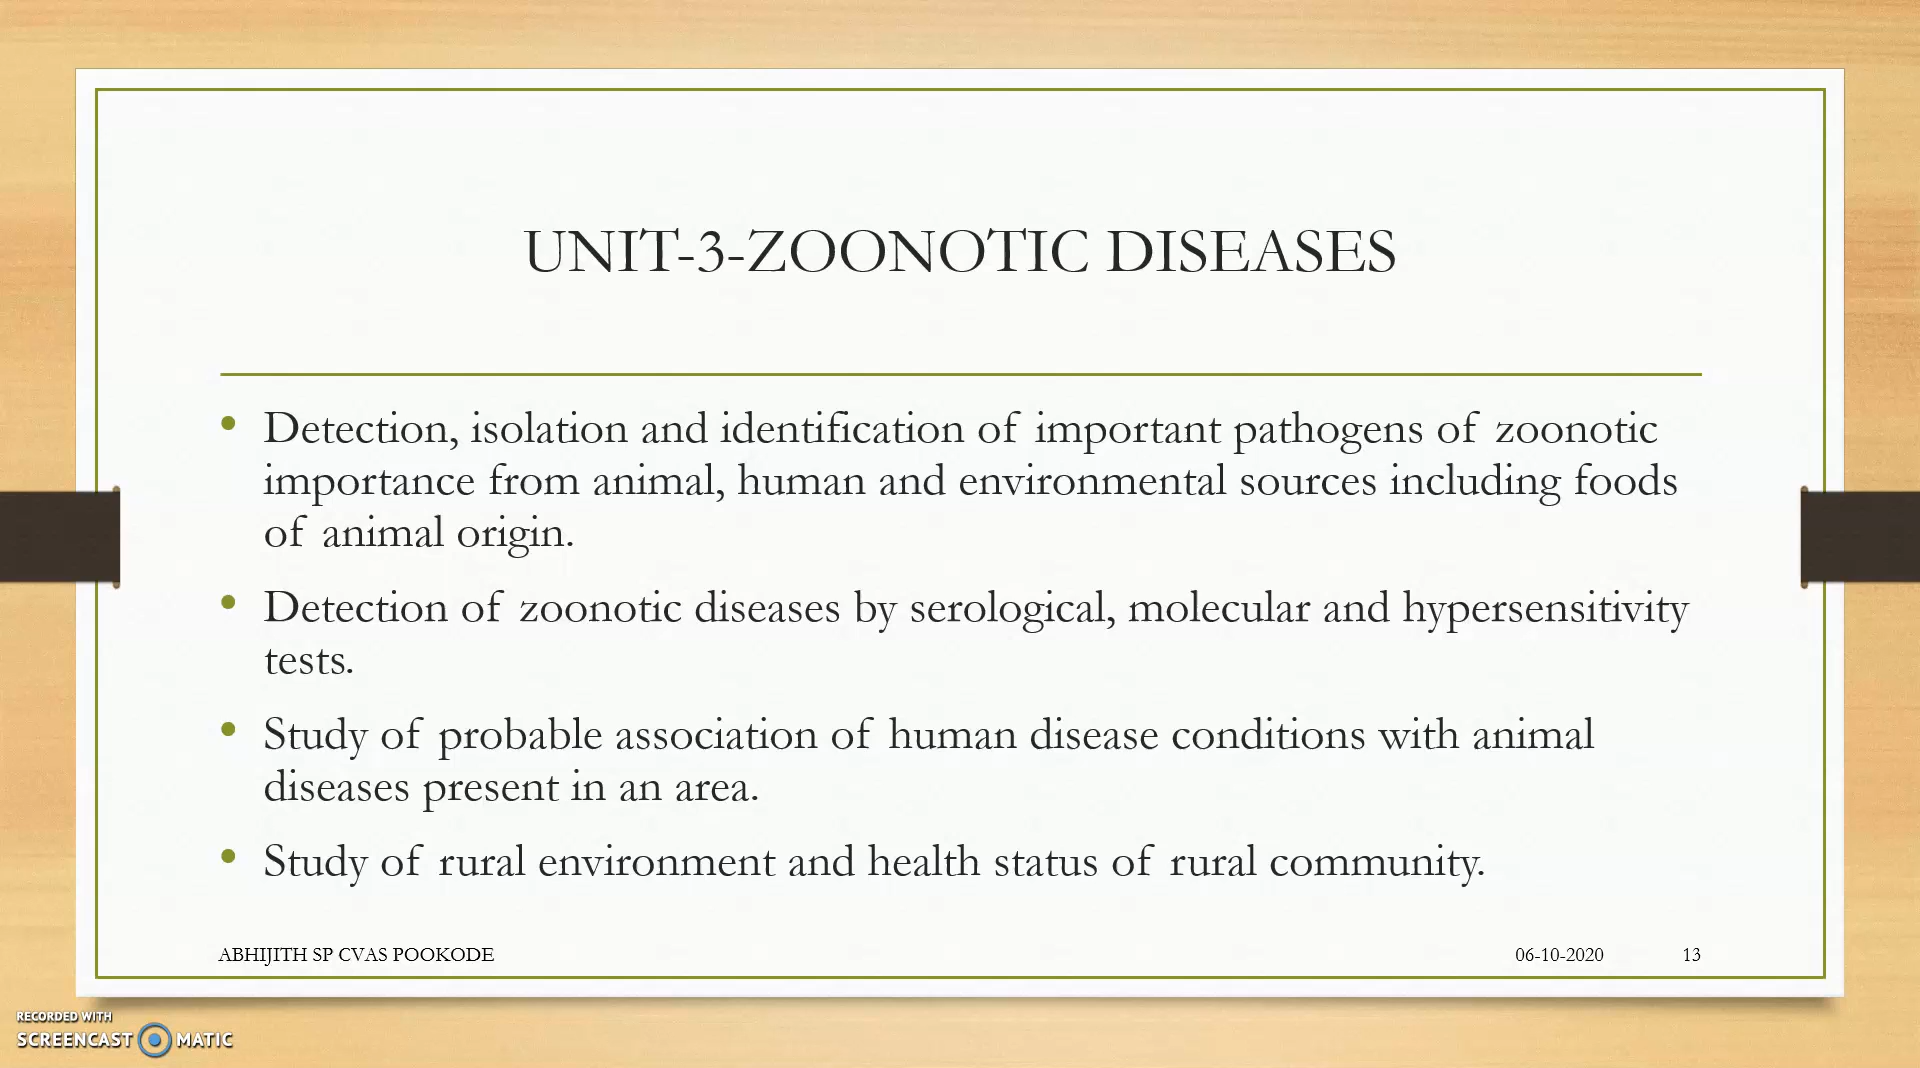 UNIT-3-ZOONOTIC DISEASES
• Detection, isolation and identification of important pathogens of zoonotic
importance from animal, human and environmental sources including foods
of animal origin.
• Detection of zoonotic diseases by serological, molecular and hypersensitivity
tests.
• Study of probable association of human disease conditions with animal
diseases present in an area.
• Study of rural environment and health status of rural community.
ABHIJITH SP CVAS POOKODE 06-10-2020 13
RECORDED WITH
SCREENCAST MATIC